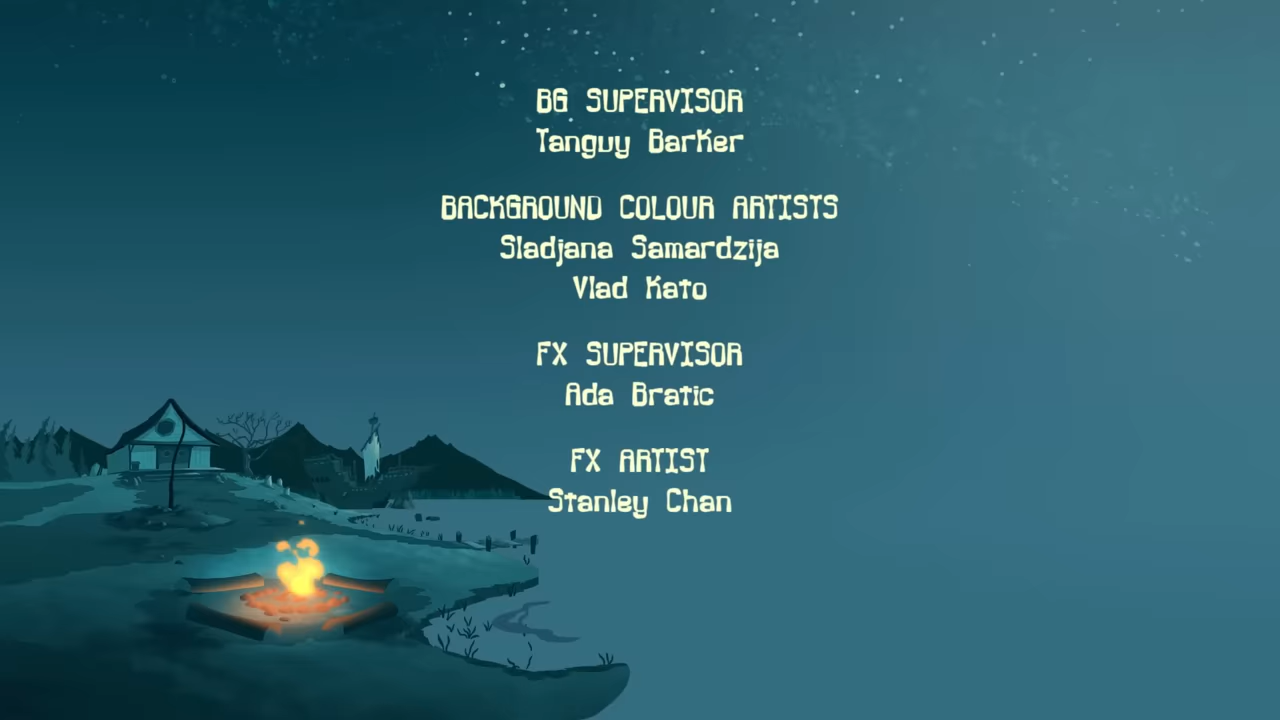 BG SUPERVISOR
Tanguy Barker
BACKGROUND COLOUR ARTISTS
Sladjana Samardzija
Vlad Kato
FX SUPERVISOR
Ada Bratic
FX ARTIST
Stanley Chan